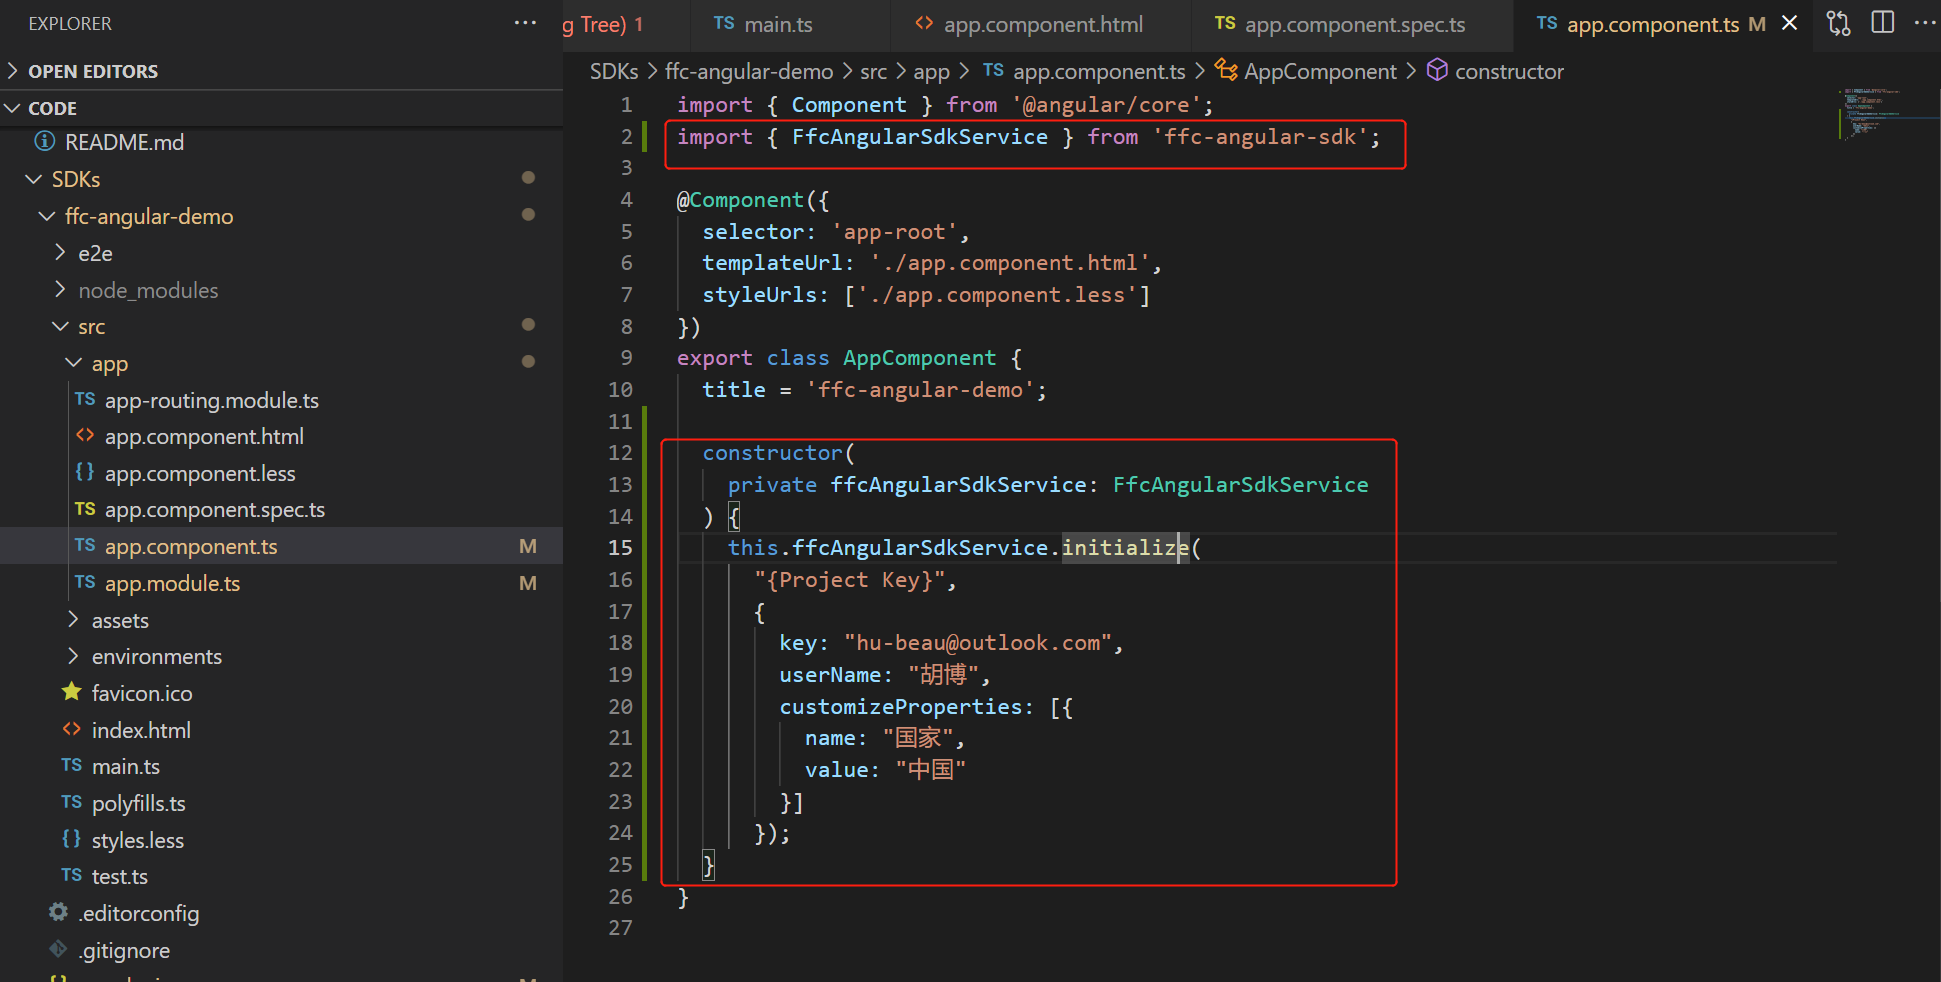 EXPLORER
OPEN EDITORS
CODE
README.md
SDKs
ffc-angular-demo
e2e
node_modules
src
app
TS app-routing.module.ts
<> app.component.html
{} app.component.less
TS app.component.spec.ts
TS app.component.ts M
TS app.module.ts M
assets
environments
favicon.ico
<> index.html
TS main.ts
TS polyfills.ts
{} styles.less
TS test.ts
.editorconfig
.gitignore
g Tree) 1
TS main.ts
<> app.component.html
TS app.component.spec.ts
TS app.component.ts M
SDKs > ffc-angular-demo > src > app > TS app.component.ts > AppComponent > constructor
1 import { Component } from '@angular/core';
2 import { FfcAngularSdkService } from 'ffc-angular-sdk';
3
4 @Component({
5 selector: 'app-root',
6 templateUrl: './app.component.html',
7 styleUrls: ['./app.component.less']
8 })
9 export class AppComponent {
10 title = 'ffc-angular-demo';
11
12 constructor(
13 private ffcAngularSdkService: FfcAngularSdkService
14 ) {
15 this.ffcAngularSdkService.initialize(
16 "{Project Key}",
17 {
18 key: "hu-beau@outlook.com",
19 userName: "胡博",
20 customizeProperties: [{
21 name: "国家",
22 value: "中国"
23 }]
24 });
25 }
26 }
27